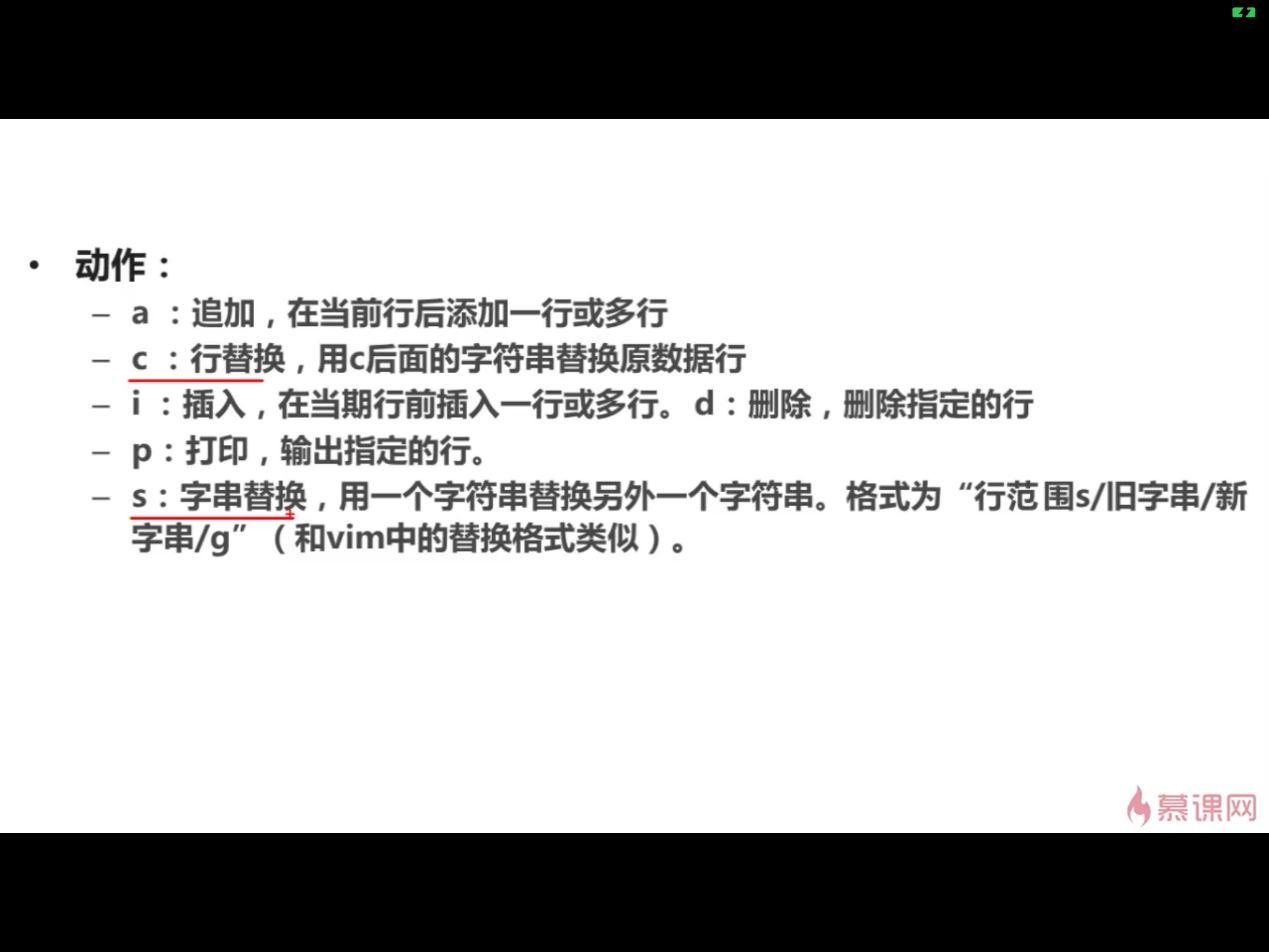 • 动作：
– a ：追加，在当前行后添加一行或多行
– c ：行替换，用c后面的字符串替换原数据行
– i ：插入，在当期行前插入一行或多行。d：删除，删除指定的行
– p：打印，输出指定的行。
– s：字串替换，用一个字符串替换另外一个字符串。格式为“行范围s/旧字串/新
字串/g”（和vim中的替换格式类似）。
慕课网